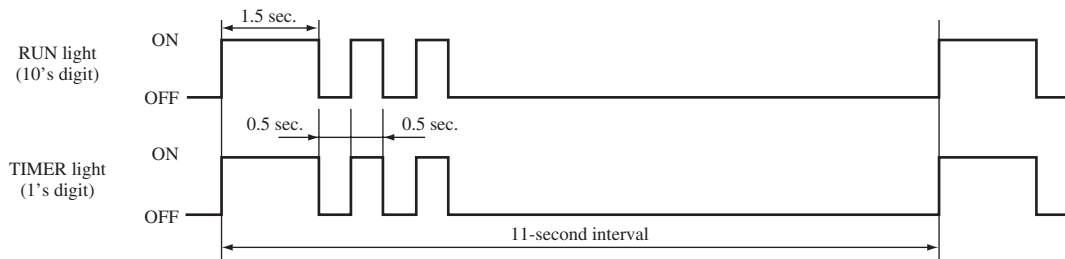 1.5 sec.
ON
RUN light
(10's digit)
OFF
0.5 sec.
0.5 sec.
ON
TIMER light
(1's digit)
OFF
11-second interval